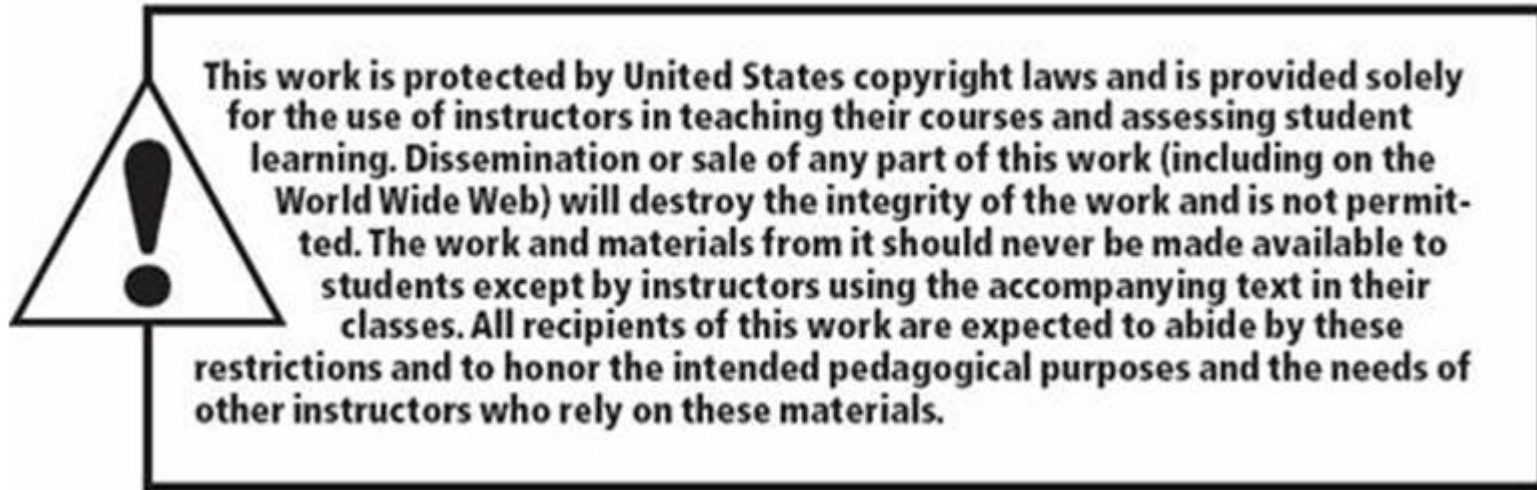 This work is protected by United States copyright laws and is provided solely
for the use of instructors in teaching their courses and assessing student
learning. Dissemination or sale of any part of this work (including on the
World Wide Web) will destroy the integrity of the work and is not permit-
ted. The work and materials from it should never be made available to
students except by instructors using the accompanying text in their
classes. All recipients of this work are expected to abide by these
restrictions and to honor the intended pedagogical purposes and the needs of
other instructors who rely on these materials.